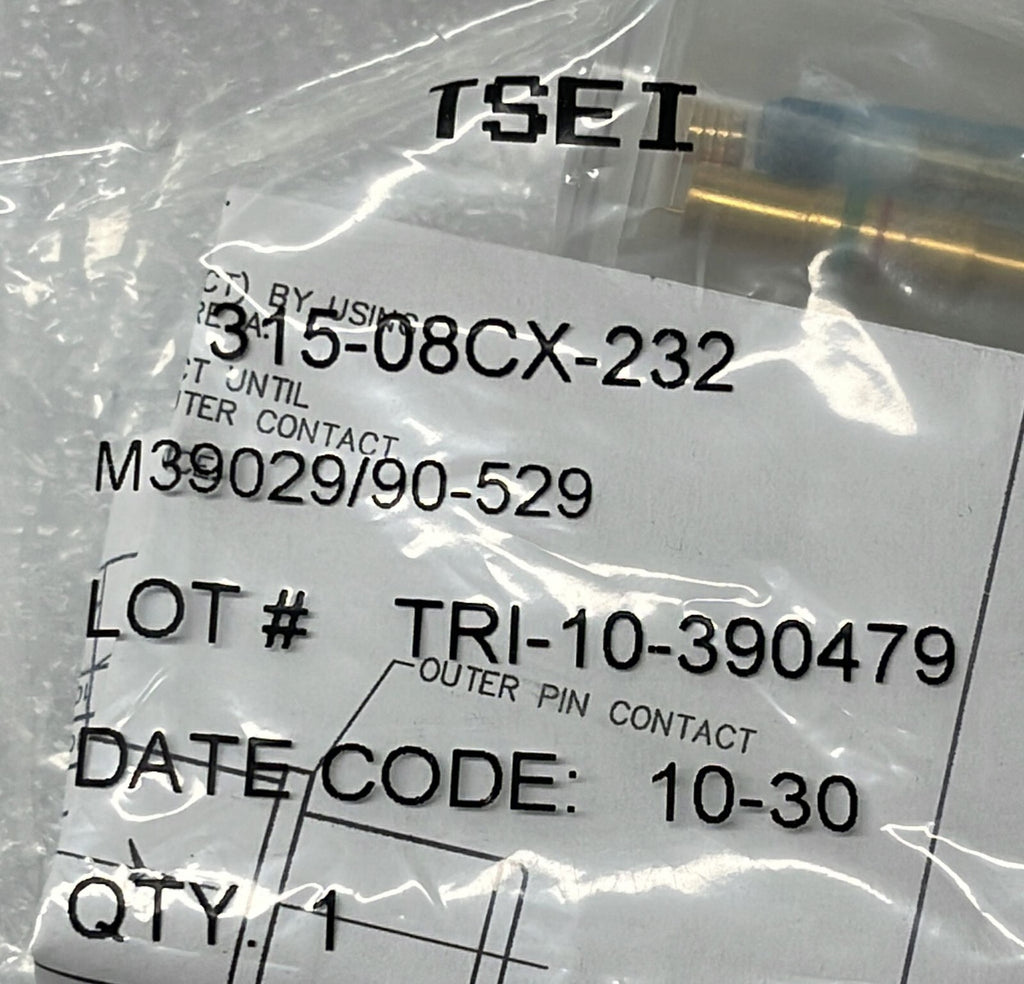 TSEI
CT) BY USING
315-08CX-232
CT UNTIL
UTER CONTACT
M39029/90-529
LOT # TRI-10-390479
OUTER PIN CONTACT
DATE CODE: 10-30
QTY. 1